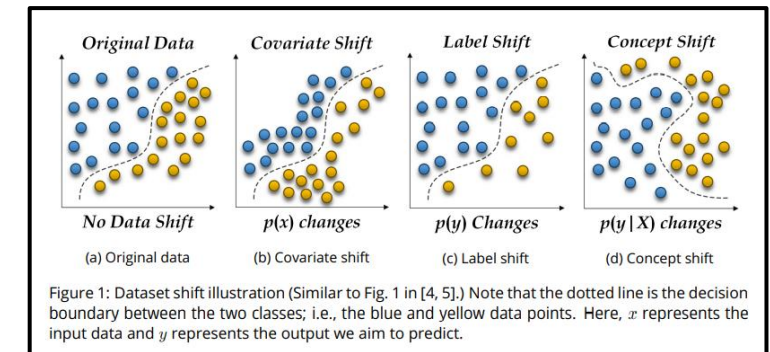 Original Data
Covariate Shift
Label Shift
Concept Shift
No Data Shift
p(x) changes
p(y) Changes
p(y|X) changes
(a) Original data
(b) Covariate shift
(c) Label shift
(d) Concept shift
Figure 1: Dataset shift illustration (Similar to Fig. 1 in [4, 5].) Note that the dotted line is the decision
boundary between the two classes; i.e., the blue and yellow data points. Here, x represents the
input data and y represents the output we aim to predict.